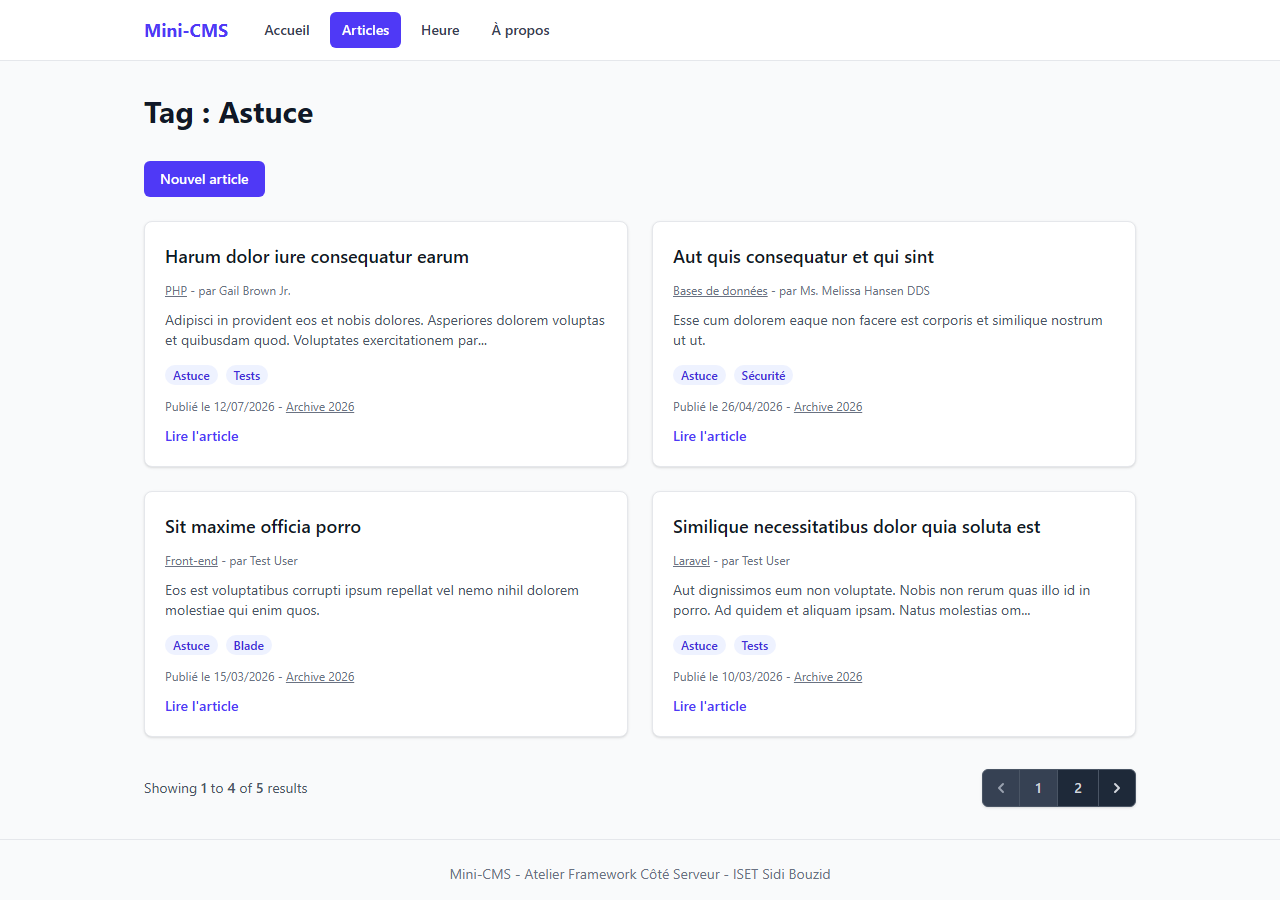 Mini-CMS Accueil Articles Heure À propos
Tag : Astuce
Nouvel article
Harum dolor iure consequatur earum
PHP - par Gail Brown Jr.
Adipisci in provident eos et nobis dolores. Asperiores dolorem voluptas
et quibusdam quod. Voluptates exercitationem par...
Astuce Tests
Publié le 12/07/2026 - Archive 2026
Lire l'article
Aut quis consequatur et qui sint
Bases de données - par Ms. Melissa Hansen DDS
Esse cum dolorem eaque non facere est corporis et similique nostrum
ut ut.
Astuce Sécurité
Publié le 26/04/2026 - Archive 2026
Lire l'article
Sit maxime officia porro
Front-end - par Test User
Eos est voluptatibus corrupti ipsum repellat vel nemo nihil dolorem
molestiae qui enim quos.
Astuce Blade
Publié le 15/03/2026 - Archive 2026
Lire l'article
Similique necessitatibus dolor quia soluta est
Laravel - par Test User
Aut dignissimos eum non voluptate. Nobis non rerum quas illo id in
porro. Ad quidem et aliquam ipsam. Natus molestias om...
Astuce Tests
Publié le 10/03/2026 - Archive 2026
Lire l'article
Showing 1 to 4 of 5 results
1 2
Mini-CMS - Atelier Framework Côté Serveur - ISET Sidi Bouzid